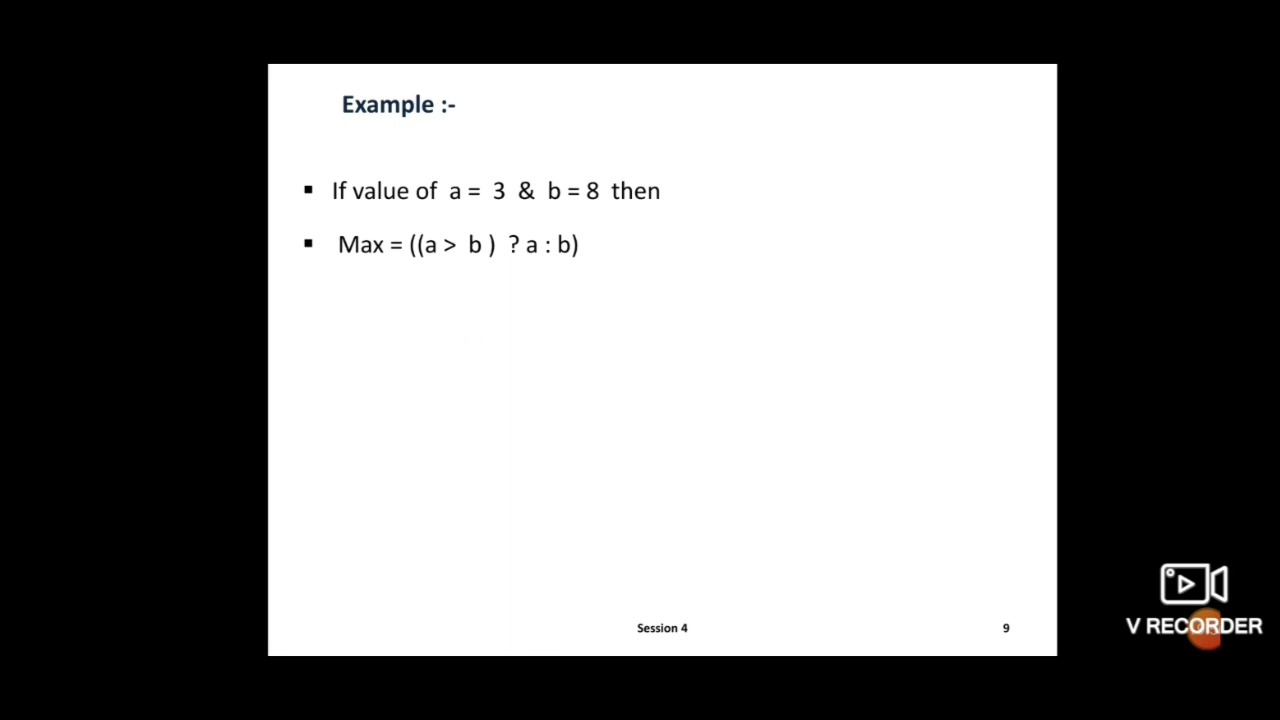 Example :-
▪ If value of a = 3 & b = 8 then
▪ Max = ((a > b ) ? a : b)
Session 4
9
V RECORDER